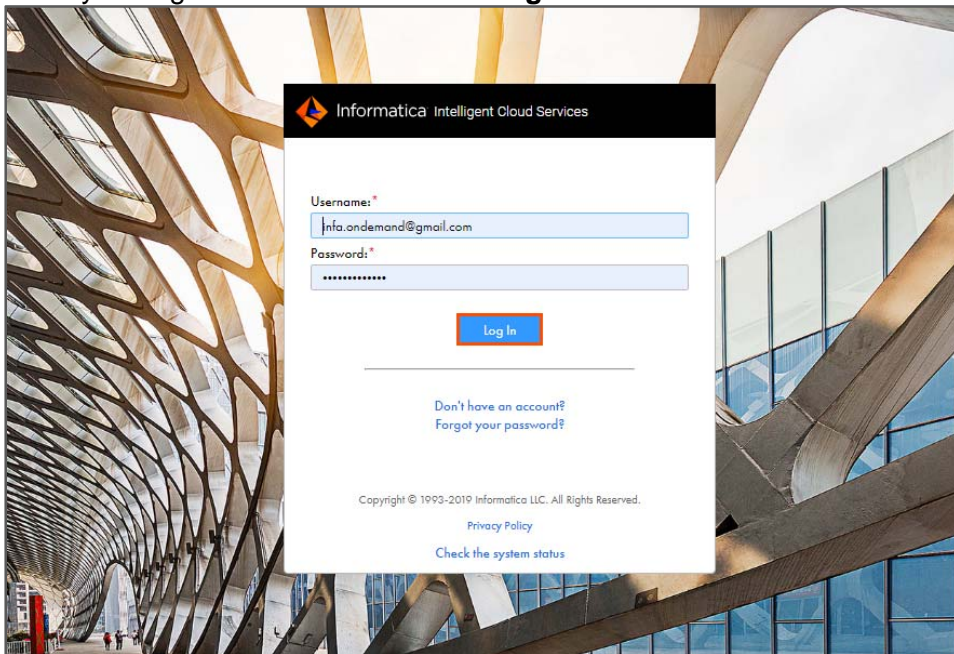 Informatica Intelligent Cloud Services
Username:*
infa.ondemand@gmail.com
Password:*
•••••••••••••
Log In
Don't have an account?
Forgot your password?
Copyright © 1993-2019 Informatica LLC. All Rights Reserved.
Privacy Policy
Check the system status